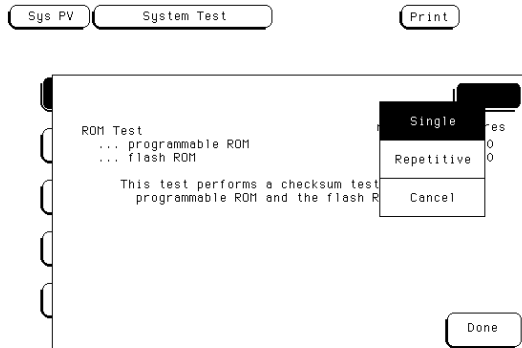 Sys PV System Test Print
Single
ROM Test
... programmable ROM 0
... flash ROM 0
Repetitive
This test performs a checksum test
programmable ROM and the flash
Cancel
Done